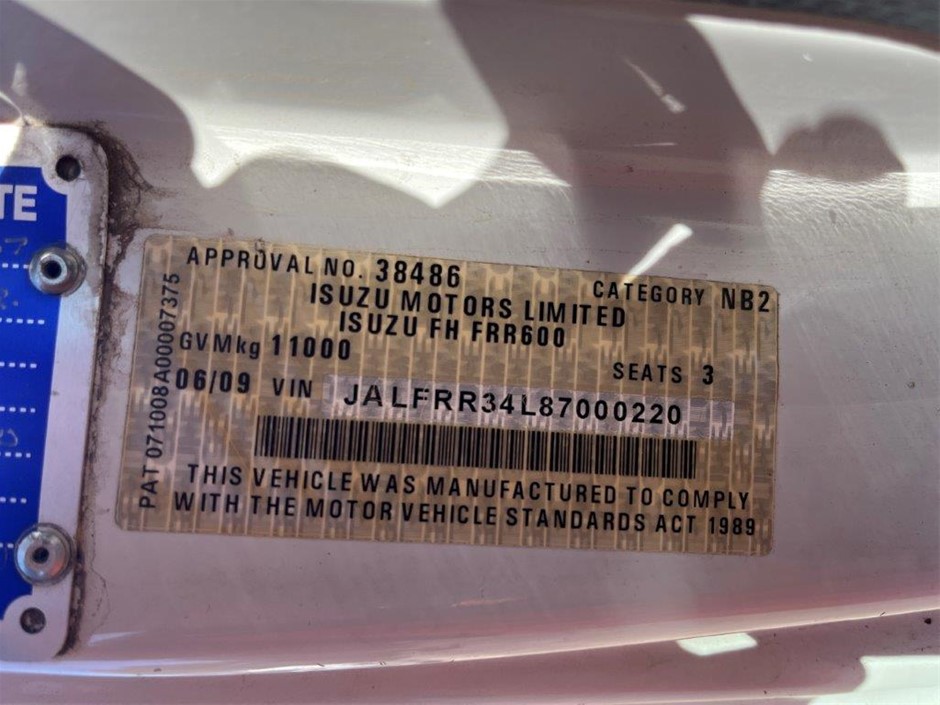 TE
APPROVAL NO. 38486
CATEGORY NB2
ISUZU MOTORS LIMITED
ISUZU FH FRR600
GVMkg 11000
SEATS 3
06/09 VIN JALFRR34L87000220
THIS VEHICLE WAS MANUFACTURED TO COMPLY
WITH THE MOTOR VEHICLE STANDARDS ACT 1989
PAT 071008A000007375